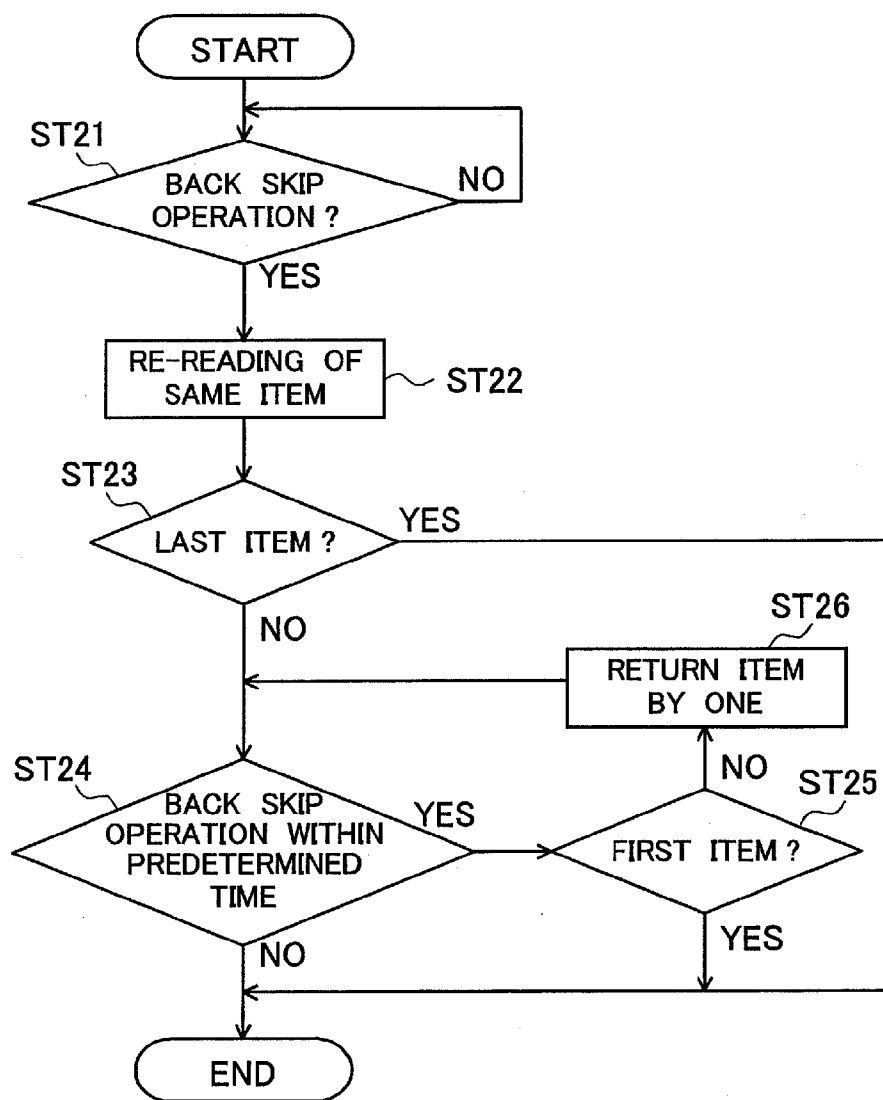 START
ST21
BACK SKIP
OPERATION ?
NO
YES
RE-READING OF
SAME ITEM
ST22
ST23
LAST ITEM ?
YES
NO
ST26
RETURN ITEM
BY ONE
ST24
BACK SKIP
OPERATION WITHIN
PREDETERMINED
TIME
YES
NO
ST25
FIRST ITEM ?
NO
YES
END